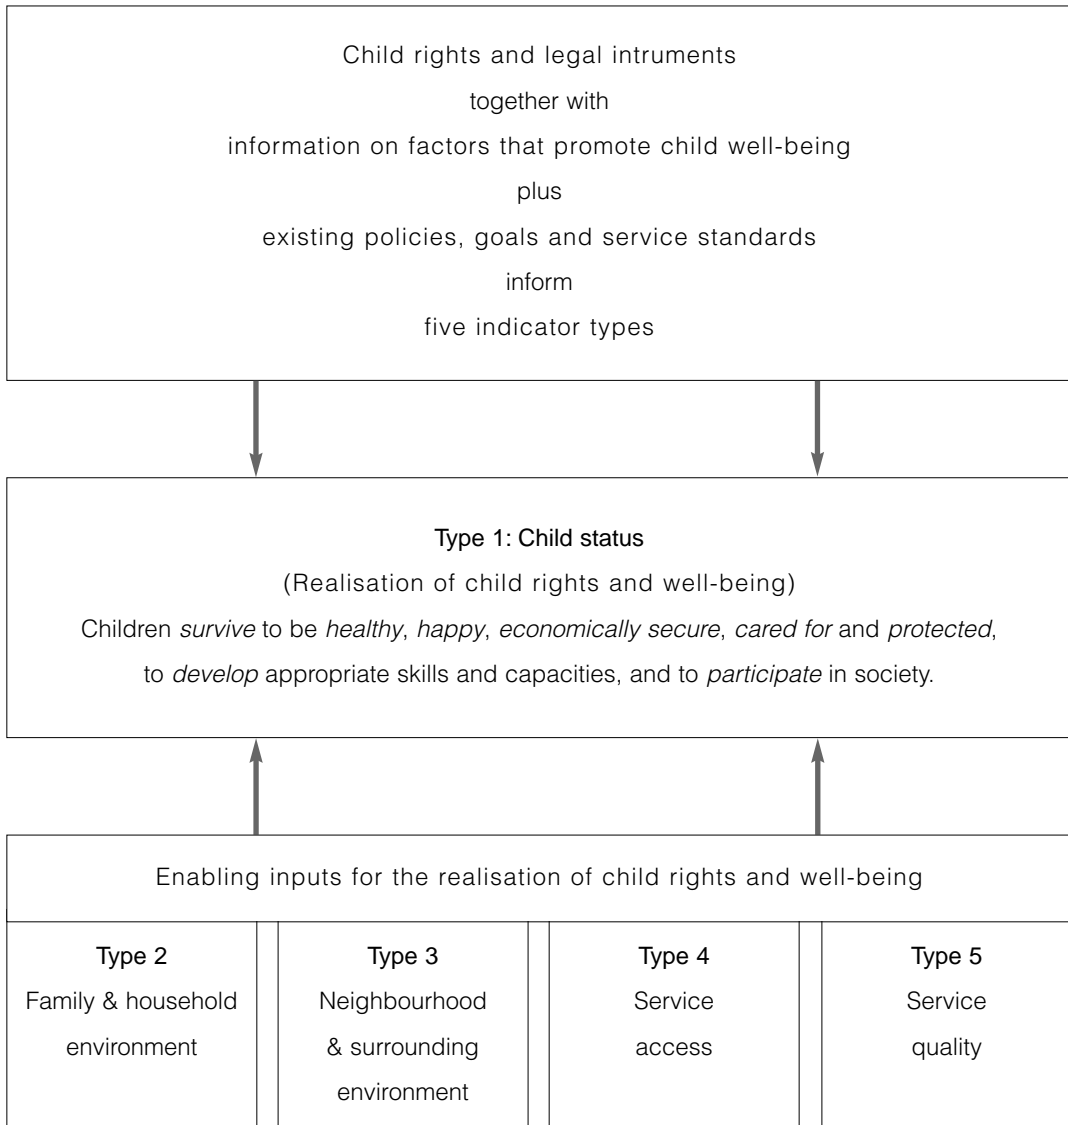 Child rights and legal intruments
together with
information on factors that promote child well-being
plus
existing policies, goals and service standards
inform
five indicator types
Type 1: Child status
(Realisation of child rights and well-being)
Children survive to be healthy, happy, economically secure, cared for and protected,
to develop appropriate skills and capacities, and to participate in society.
Enabling inputs for the realisation of child rights and well-being
Type 2
Family & household
environment
Type 3
Neighbourhood
& surrounding
environment
Type 4
Service
access
Type 5
Service
quality